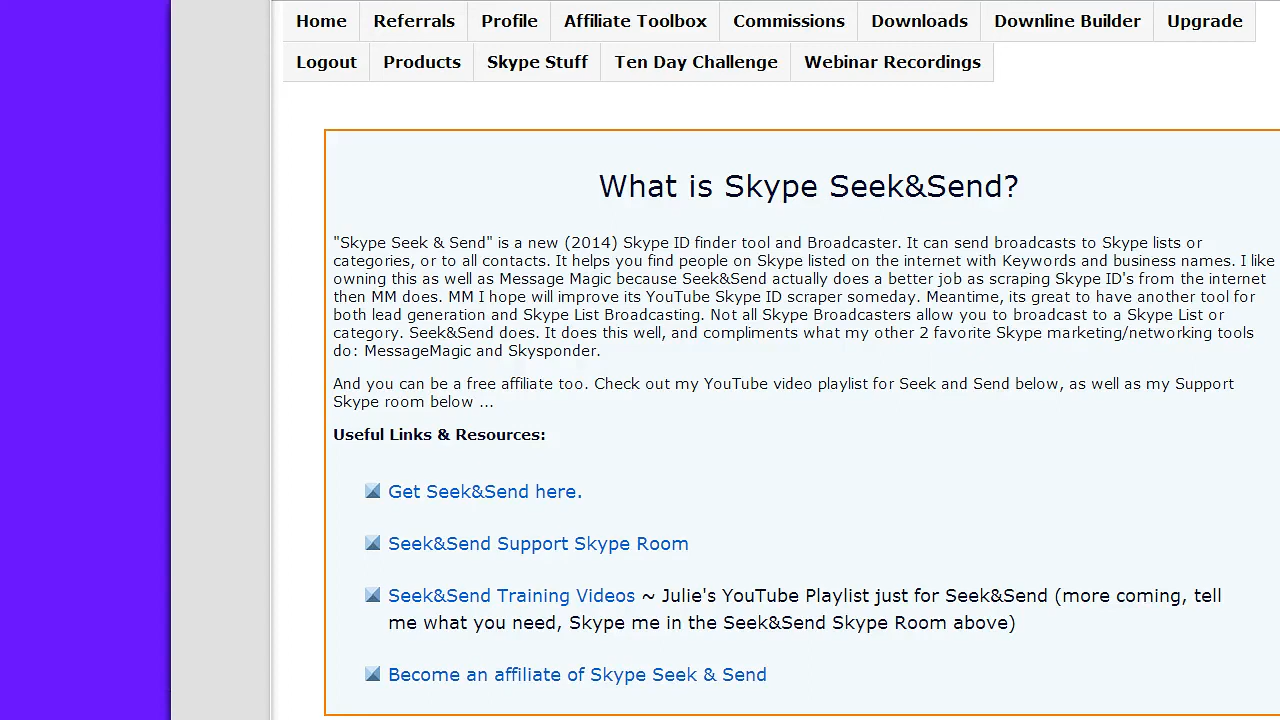 Home Referrals Profile Affiliate Toolbox Commissions Downloads Downline Builder Upgrade
Logout Products Skype Stuff Ten Day Challenge Webinar Recordings
What is Skype Seek&Send?
"Skype Seek & Send" is a new (2014) Skype ID finder tool and Broadcaster. It can send broadcasts to Skype lists or
categories, or to all contacts. It helps you find people on Skype listed on the internet with Keywords and business names. I like
owning this as well as Message Magic because Seek&Send actually does a better job as scraping Skype ID's from the internet
then MM does. MM I hope will improve its YouTube Skype ID scraper someday. Meantime, its great to have another tool for
both lead generation and Skype List Broadcasting. Not all Skype Broadcasters allow you to broadcast to a Skype List or
category. Seek&Send does. It does this well, and compliments what my other 2 favorite Skype marketing/networking tools
do: MessageMagic and Skysponder.
And you can be a free affiliate too. Check out my YouTube video playlist for Seek and Send below, as well as my Support
Skype room below ...
Useful Links & Resources:
Get Seek&Send here.
Seek&Send Support Skype Room
Seek&Send Training Videos ~ Julie's YouTube Playlist just for Seek&Send (more coming, tell
me what you need, Skype me in the Seek&Send Skype Room above)
Become an affiliate of Skype Seek & Send